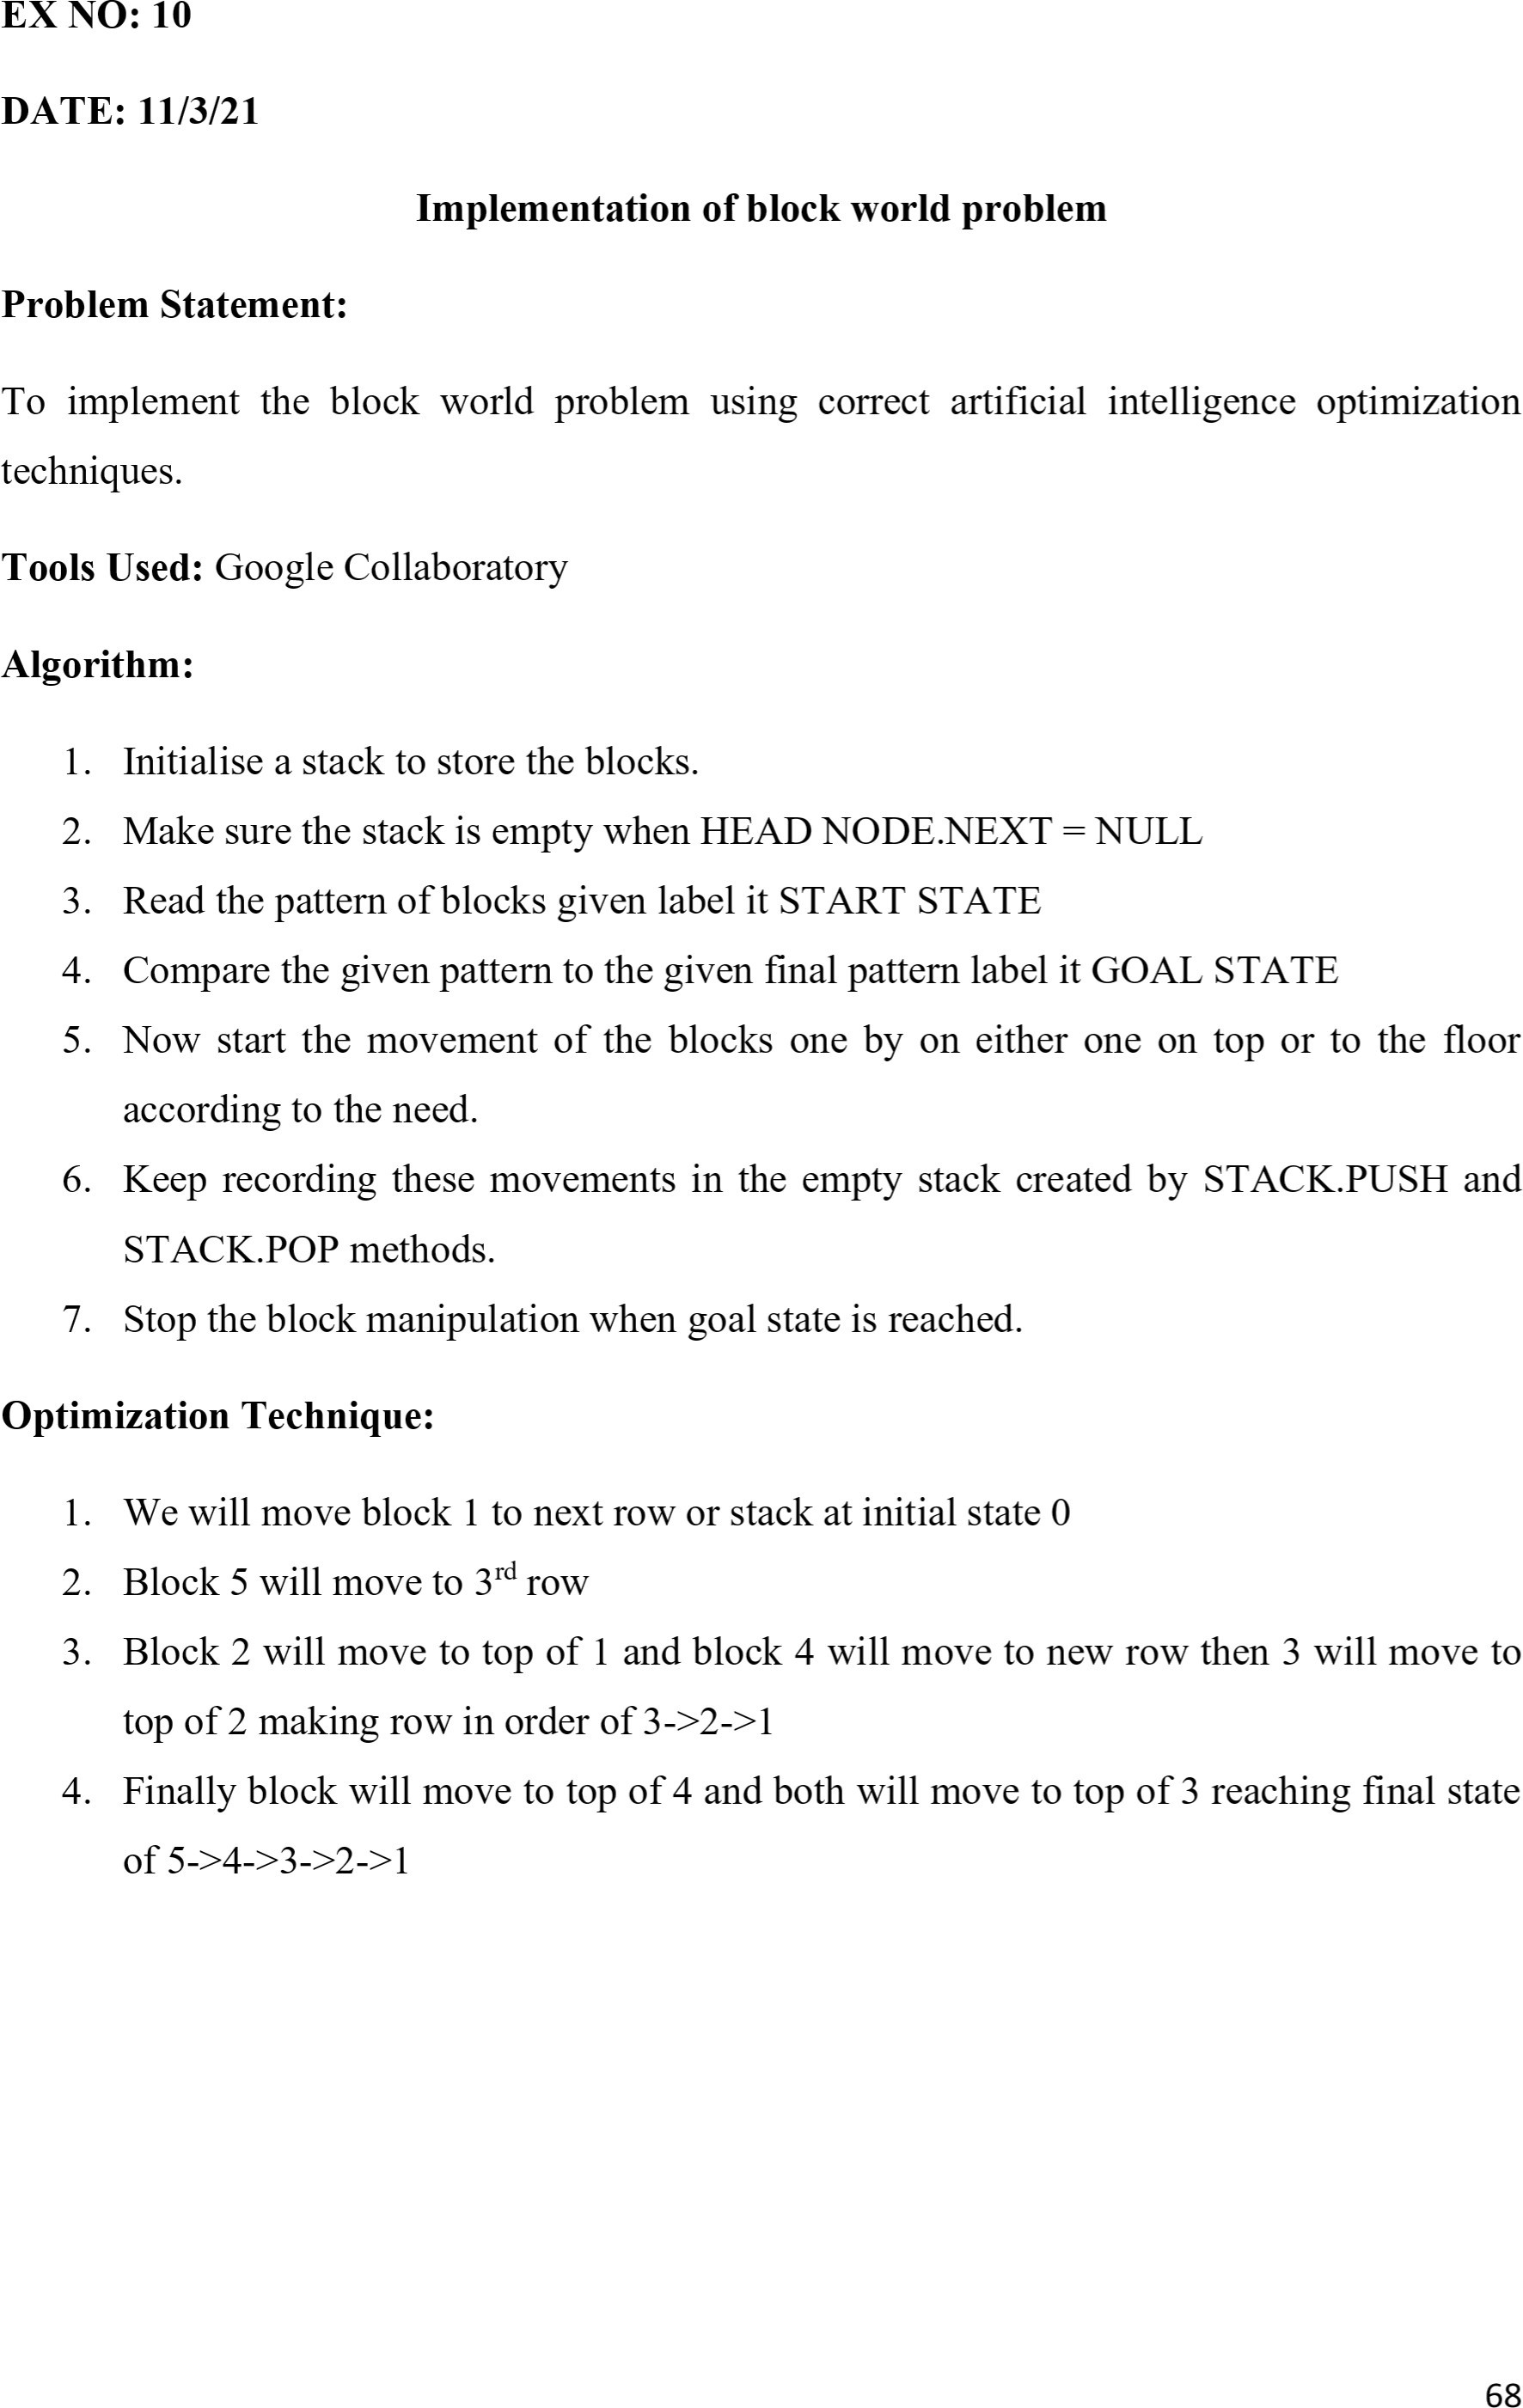 EX NO: 10
DATE: 11/3/21
Implementation of block world problem
Problem Statement:
To implement the block world problem using correct artificial intelligence optimization
techniques.
Tools Used: Google Collaboratory
Algorithm:
1. Initialise a stack to store the blocks.
2. Make sure the stack is empty when HEAD NODE.NEXT = NULL
3. Read the pattern of blocks given label it START STATE
4. Compare the given pattern to the given final pattern label it GOAL STATE
5. Now start the movement of the blocks one by on either one on top or to the floor
according to the need.
6. Keep recording these movements in the empty stack created by STACK.PUSH and
STACK.POP methods.
7. Stop the block manipulation when goal state is reached.
Optimization Technique:
1. We will move block 1 to next row or stack at initial state 0
2. Block 5 will move to 3rd row
3. Block 2 will move to top of 1 and block 4 will move to new row then 3 will move to
top of 2 making row in order of 3->2->1
4. Finally block will move to top of 4 and both will move to top of 3 reaching final state
of 5->4->3->2->1
68